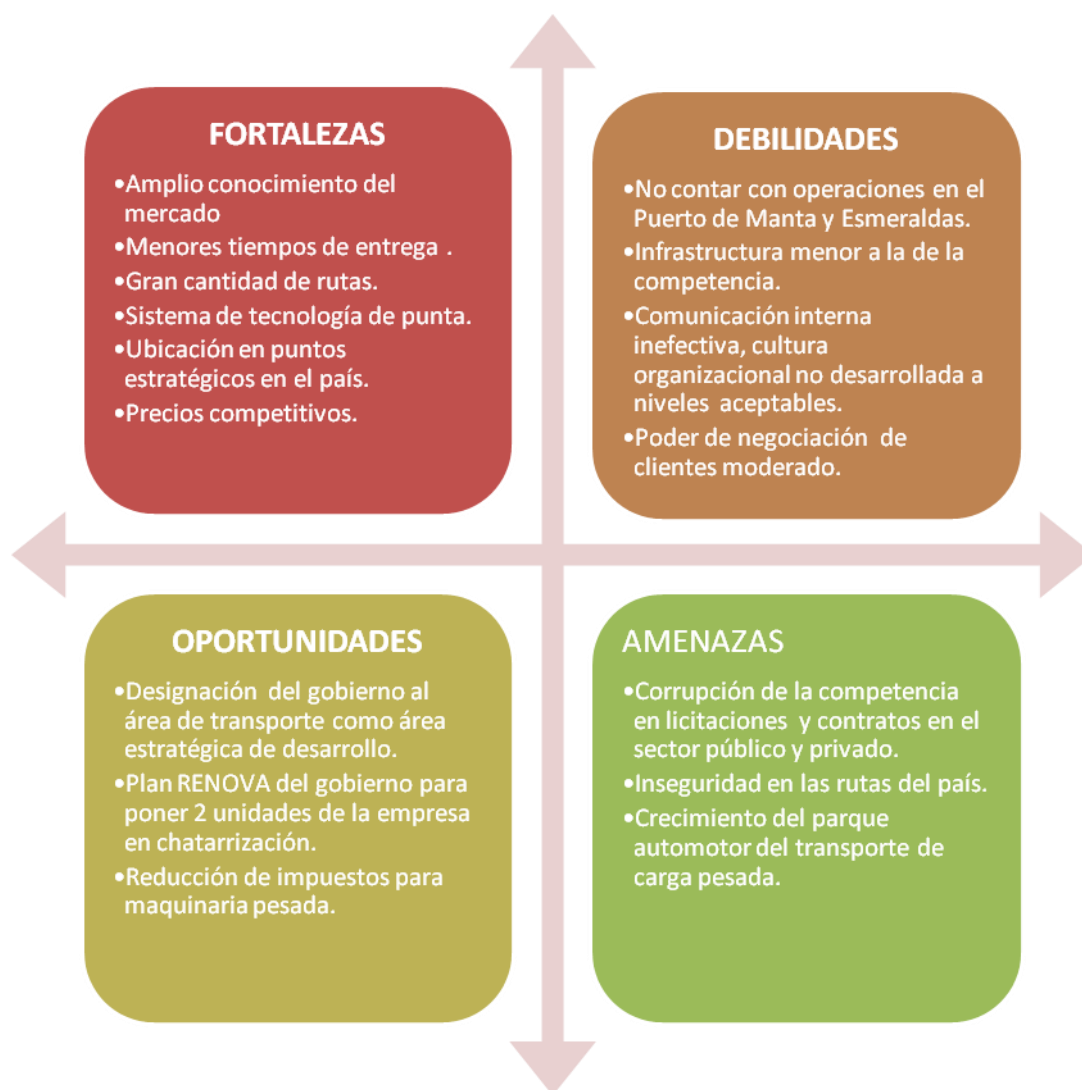 FORTALEZAS
•Amplio conocimiento del
mercado
•Menores tiempos de entrega .
•Gran cantidad de rutas.
•Sistema de tecnología de punta.
•Ubicación en puntos
estratégicos en el país.
•Precios competitivos.
DEBILIDADES
•No contar con operaciones en el
Puerto de Manta y Esmeraldas.
•Infrastructura menor a la de la
competencia.
•Comunicación interna
inefectiva, cultura
organizacional no desarrollada a
niveles aceptables.
•Poder de negociación de
clientes moderado.
OPORTUNIDADES
•Designación del gobierno al
área de transporte como área
estratégica de desarrollo.
•Plan RENOVA del gobierno para
poner 2 unidades de la empresa
en chatarrización.
•Reducción de impuestos para
maquinaria pesada.
AMENAZAS
•Corrupción de la competencia
en licitaciones y contratos en el
sector público y privado.
•Inseguridad en las rutas del país.
•Crecimiento del parque
automotor del transporte de
carga pesada.